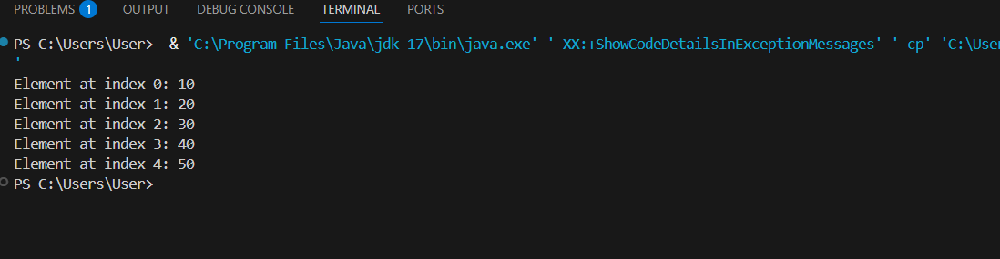 PROBLEMS 1 OUTPUT DEBUG CONSOLE TERMINAL PORTS
PS C:\Users\User>  & 'C:\Program Files\Java\jdk-17\bin\java.exe' '-XX:+ShowCodeDetailsInExceptionMessages' '-cp' 'C:\User
'
Element at index 0: 10
Element at index 1: 20
Element at index 2: 30
Element at index 3: 40
Element at index 4: 50
PS C:\Users\User>